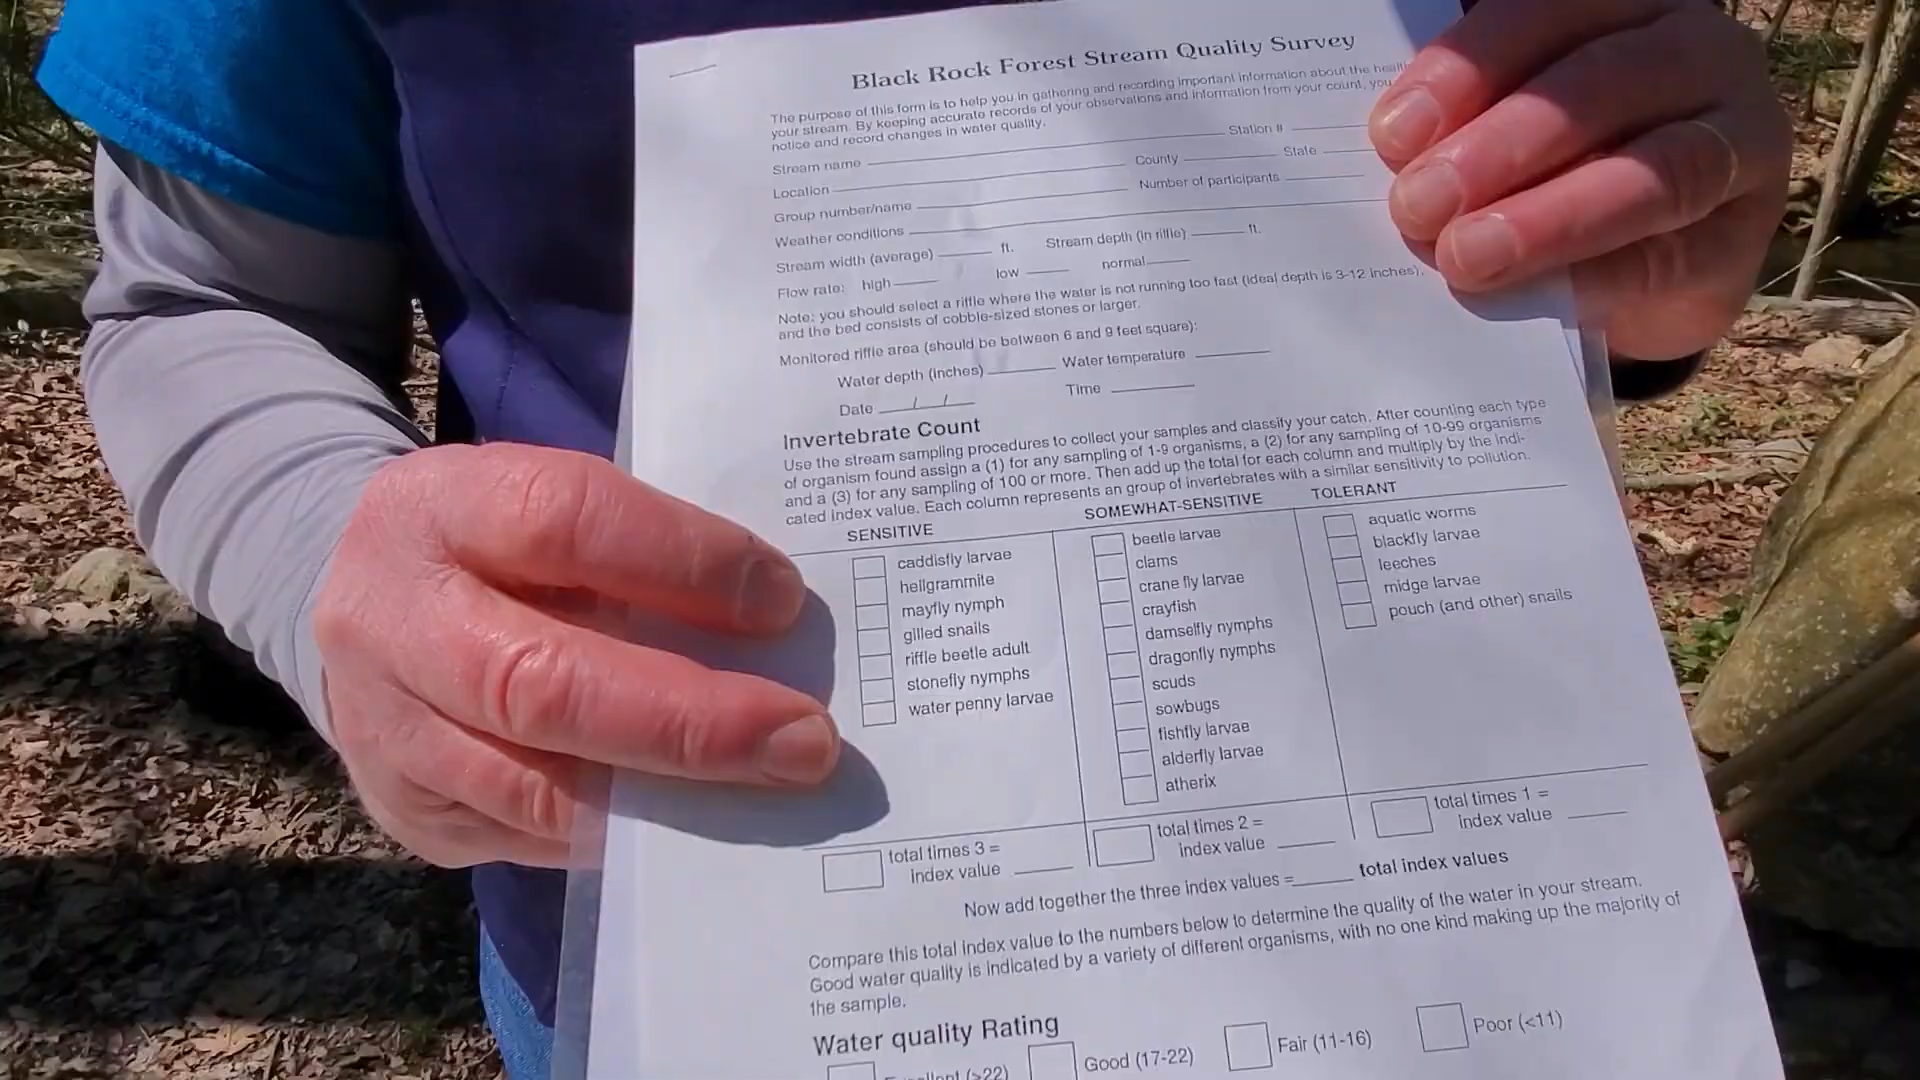 Black Rock Forest Stream Quality Survey
The purpose of this form is to help you in gathering and recording important information about the
your stream. By keeping accurate records of your observations and information from your count, you
notice and record changes in water quality.
Stream name Station #
Location County State
Group number/name Number of participants
Weather conditions
Stream width (average) ft. Stream depth (in riffle) ft.
Flow rate: high low normal
Note: you should select a riffle where the water is not running too fast (ideal depth is 3-12 inches),
and the bed consists of cobble-sized stones or larger.
Monitored riffle area (should be between 6 and 9 feet square):
Water depth (inches) Water temperature
Date / / Time
Invertebrate Count
Use the stream sampling procedures to collect your samples and classify your catch. After counting each type
of organism found assign a (1) for any sampling of 1-9 organisms, a (2) for any sampling of 10-99 organisms
and a (3) for any sampling of 100 or more. Then add up the total for each column and multiply by the indi-
cated index value. Each column represents an group of invertebrates with a similar sensitivity to pollution.
SENSITIVE
caddisfly larvae
hellgrammite
mayfly nymph
gilled snails
riffle beetle adult
stonefly nymphs
water penny larvae
total times 3 =
index value
SOMEWHAT-SENSITIVE
beetle larvae
clams
crane fly larvae
crayfish
damselfly nymphs
dragonfly nymphs
scuds
sowbugs
fishfly larvae
alderfly larvae
atherix
total times 2 =
index value
TOLERANT
aquatic worms
blackfly larvae
leeches
midge larvae
pouch (and other) snails
total times 1 =
index value
Now add together the three index values = total index values
Compare this total index value to the numbers below to determine the quality of the water in your stream.
Good water quality is indicated by a variety of different organisms, with no one kind making up the majority of
the sample.
Water quality Rating
Excellent (>22) Good (17-22) Fair (11-16) Poor (<11)